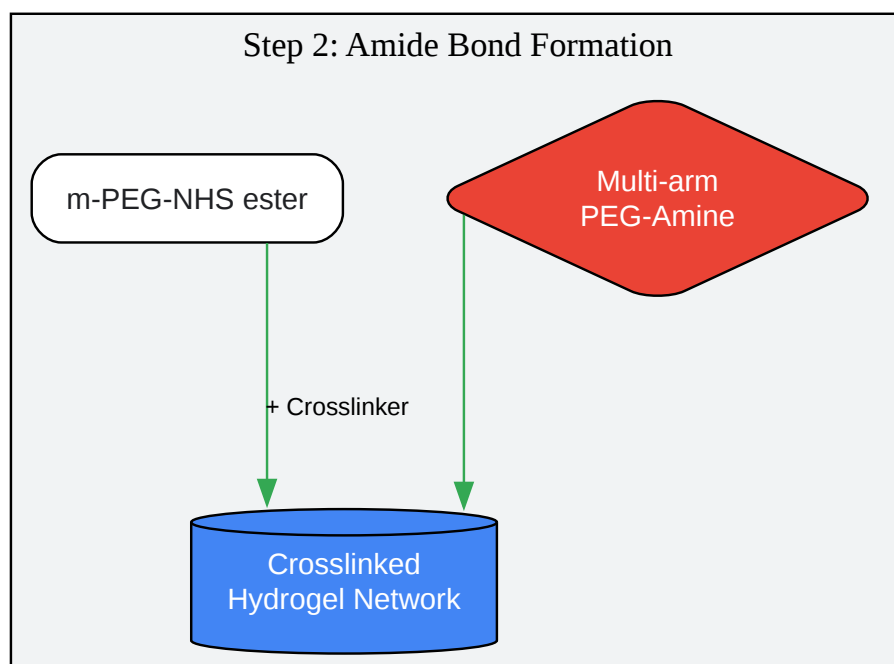 Step 2: Amide Bond Formation
m-PEG-NHS ester
Multi-arm
PEG-Amine
+ Crosslinker
Crosslinked
Hydrogel Network